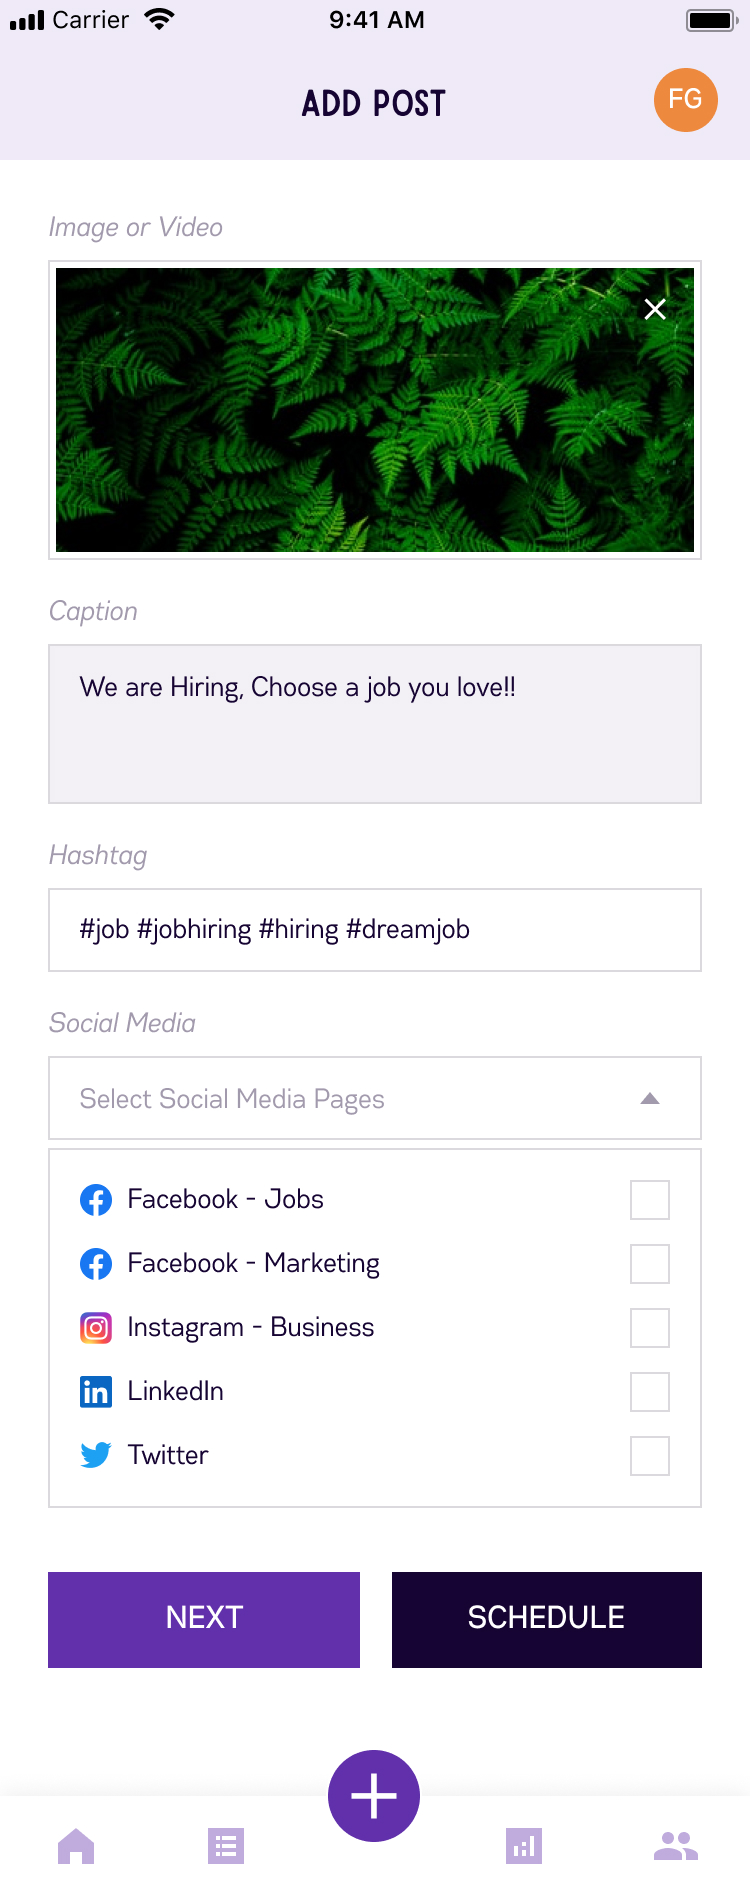 Carrier 9:41 AM
ADD POST
FG
Image or Video
Caption
We are Hiring, Choose a job you love!!
Hashtag
#job #jobhiring #hiring #dreamjob
Social Media
Select Social Media Pages
Facebook - Jobs
Facebook - Marketing
Instagram - Business
LinkedIn
Twitter
NEXT SCHEDULE